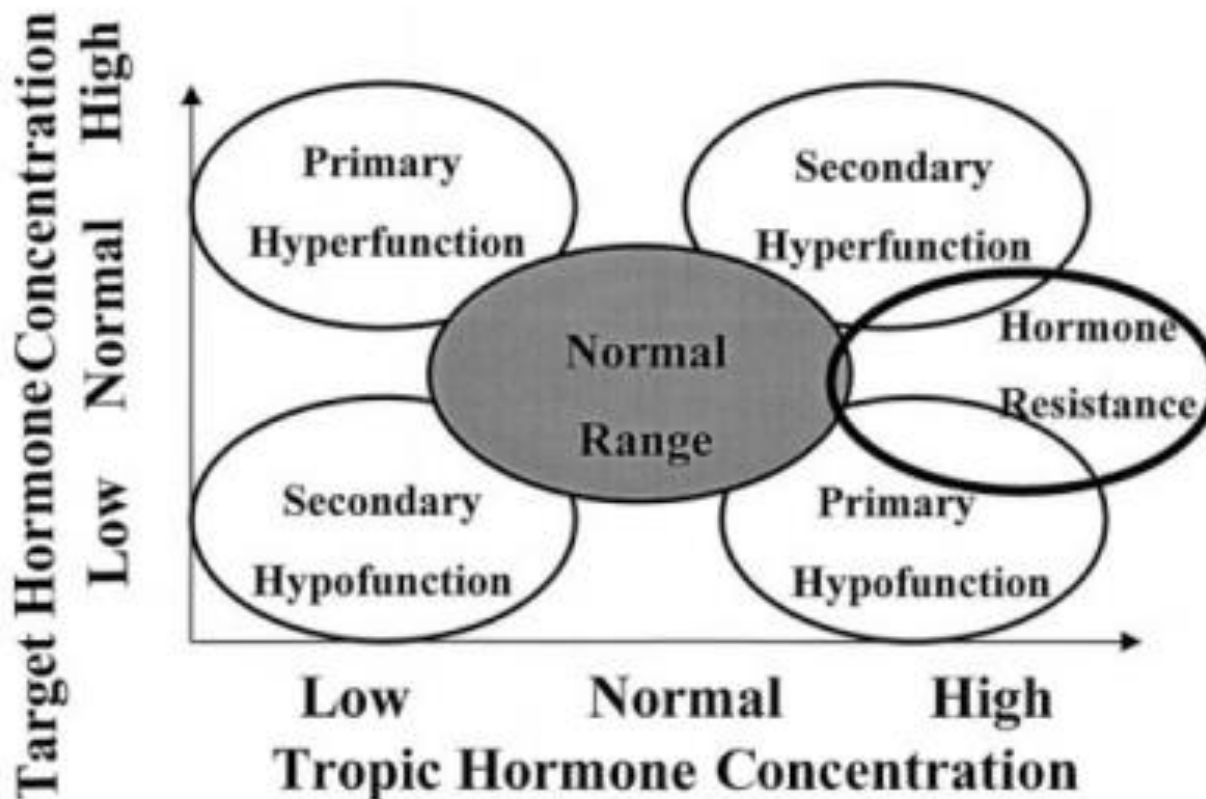 Target Hormone Concentration
High
Normal
Low
Primary
Hyperfunction
Secondary
Hyperfunction
Normal
Range
Hormone
Resistance
Secondary
Hypofunction
Primary
Hypofunction
Low Normal High
Tropic Hormone Concentration